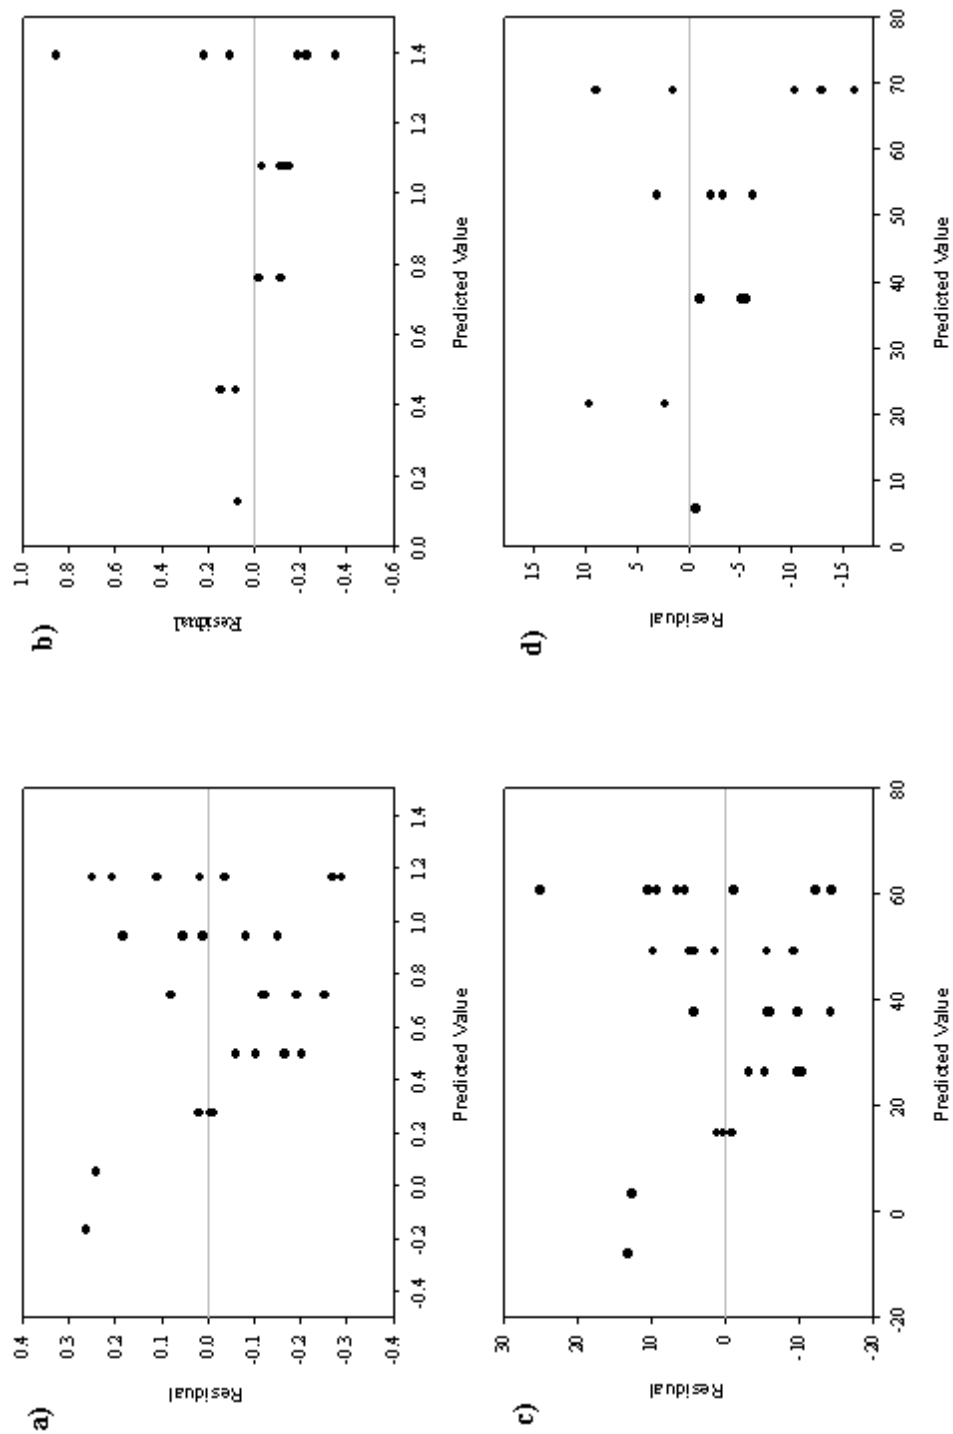 a)
Residual
0.4
0.3
0.2
0.1
0.0
-0.1
-0.2
-0.3
-0.4
-0.4 -0.2 0.0 0.2 0.4 0.6 0.8 1.0 1.2 1.4
Predicted Value
b)
Residual
1.0
0.8
0.6
0.4
0.2
0.0
-0.2
-0.4
-0.6
0.0 0.2 0.4 0.6 0.8 1.0 1.2 1.4
Predicted Value
c)
Residual
30
20
10
0
-10
-20
-20 0 20 40 60 80
Predicted Value
d)
Residual
15
10
5
0
-5
-10
-15
0 10 20 30 40 50 60 70 80
Predicted Value